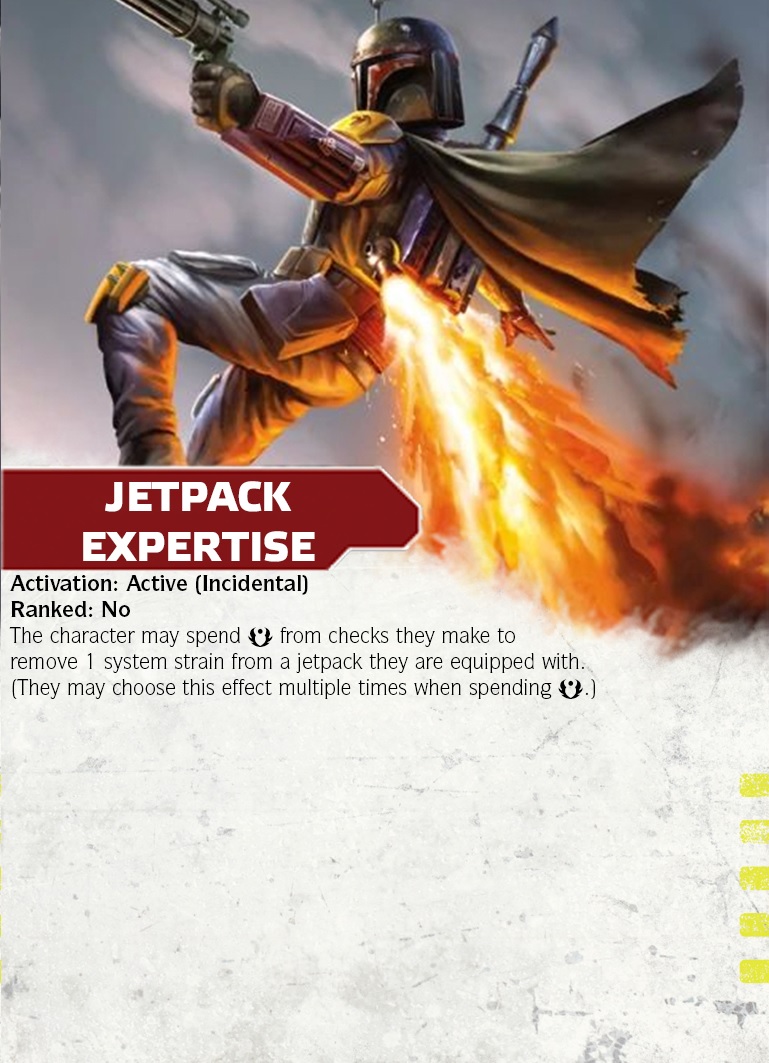 JETPACK
EXPERTISE
Activation: Active (Incidental)
Ranked: No
The character may spend from checks they make to
remove 1 system strain from a jetpack they are equipped with.
(They may choose this effect multiple times when spending .)